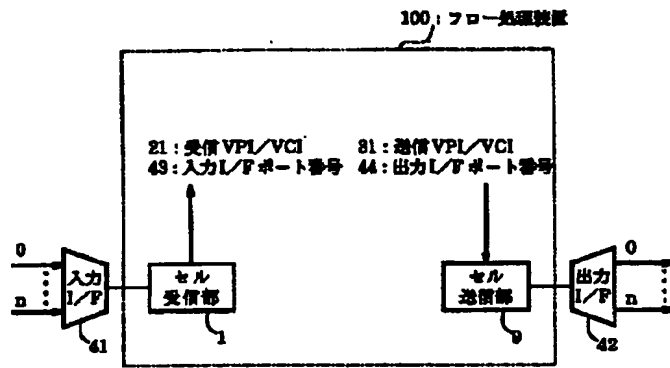 100：フロー処理装置
21：受信VPI／VCI
43：入力I／Fポート番号
31：送信VPI／VCI
44：出力I／Fポート番号
0
n
入力
I／F
41
セル
受信部
1
セル
送信部
9
出力
I／F
42
0
n